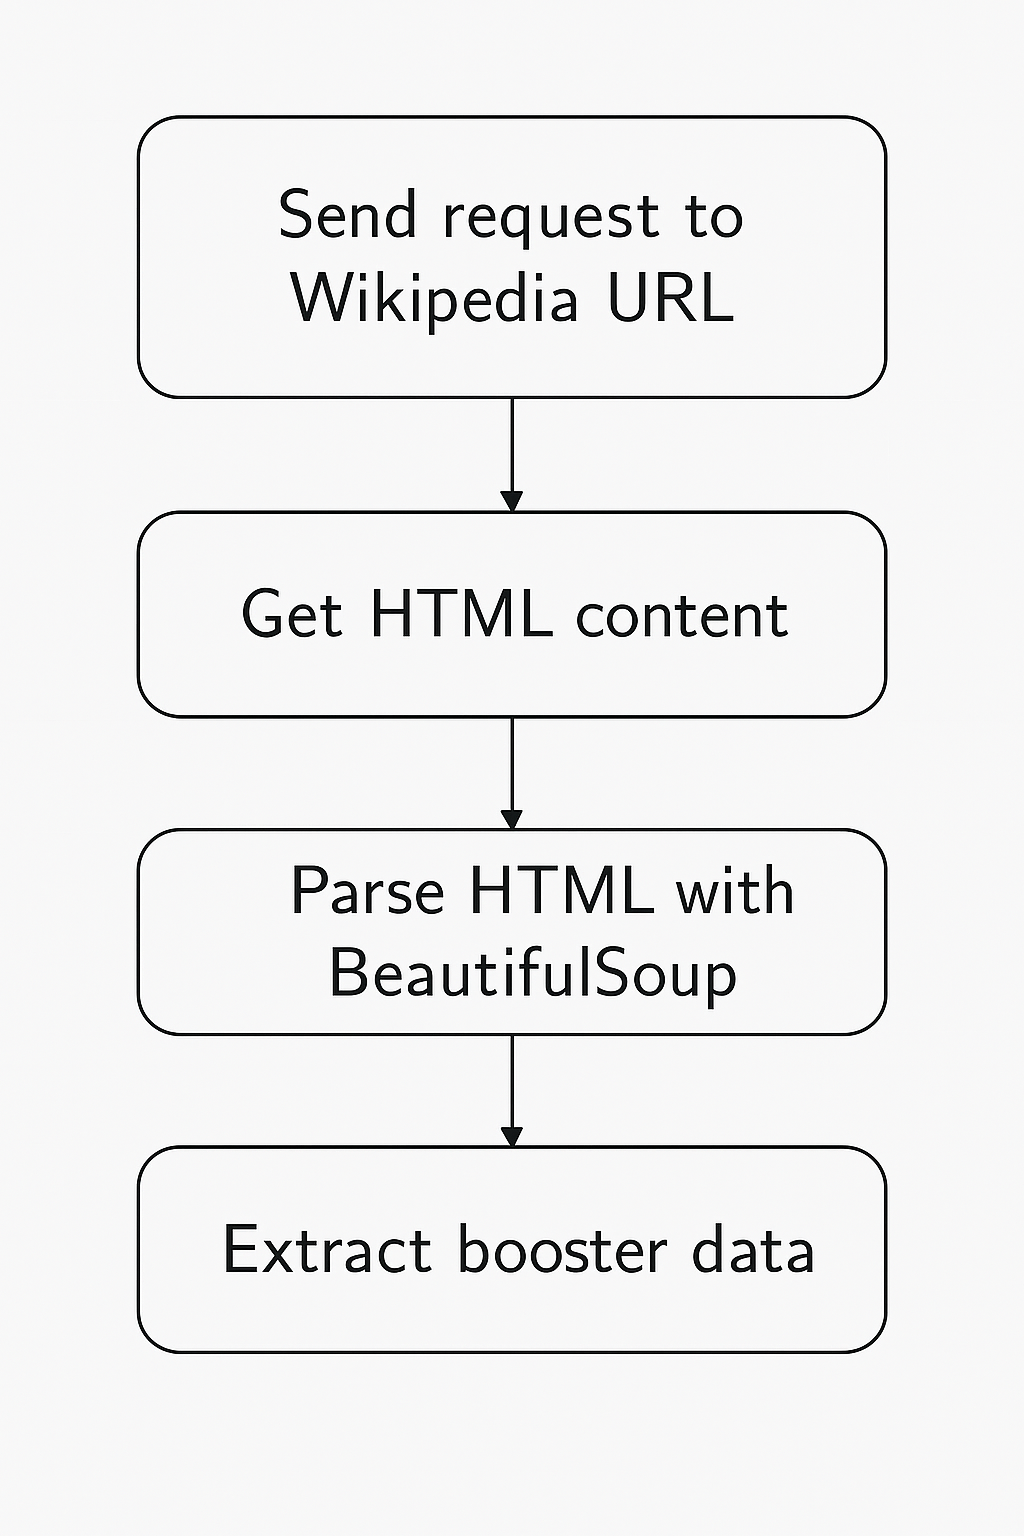 Send request to
Wikipedia URL
Get HTML content
Parse HTML with
BeautifulSoup
Extract booster data